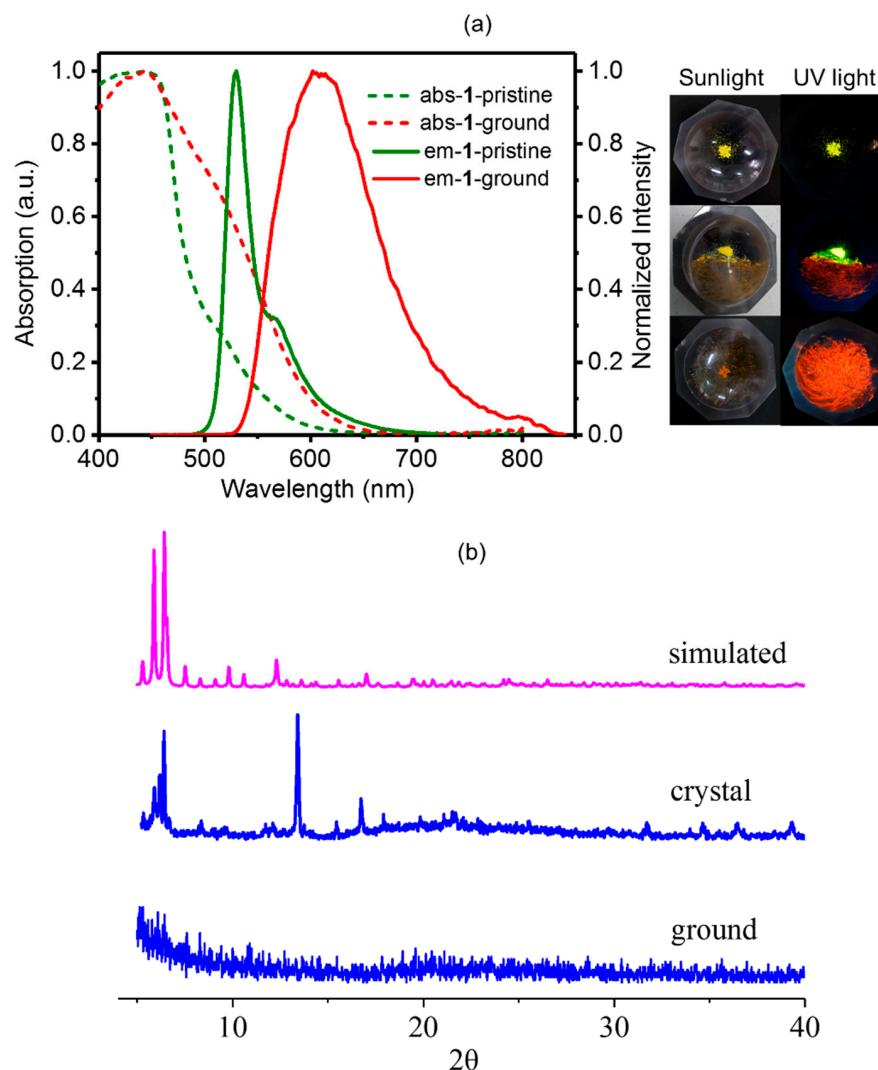 (a)
Sunlight UV light
abs-1-pristine
abs-1-ground
em-1-pristine
em-1-ground
1.0
0.8
0.6
0.4
0.2
0.0
Absorption (a.u.)
1.0
0.8
0.6
0.4
0.2
0.0
Normalized Intensity
400 500 600 700 800
Wavelength (nm)
(b)
simulated
crystal
ground
10 20 30 40
2θ